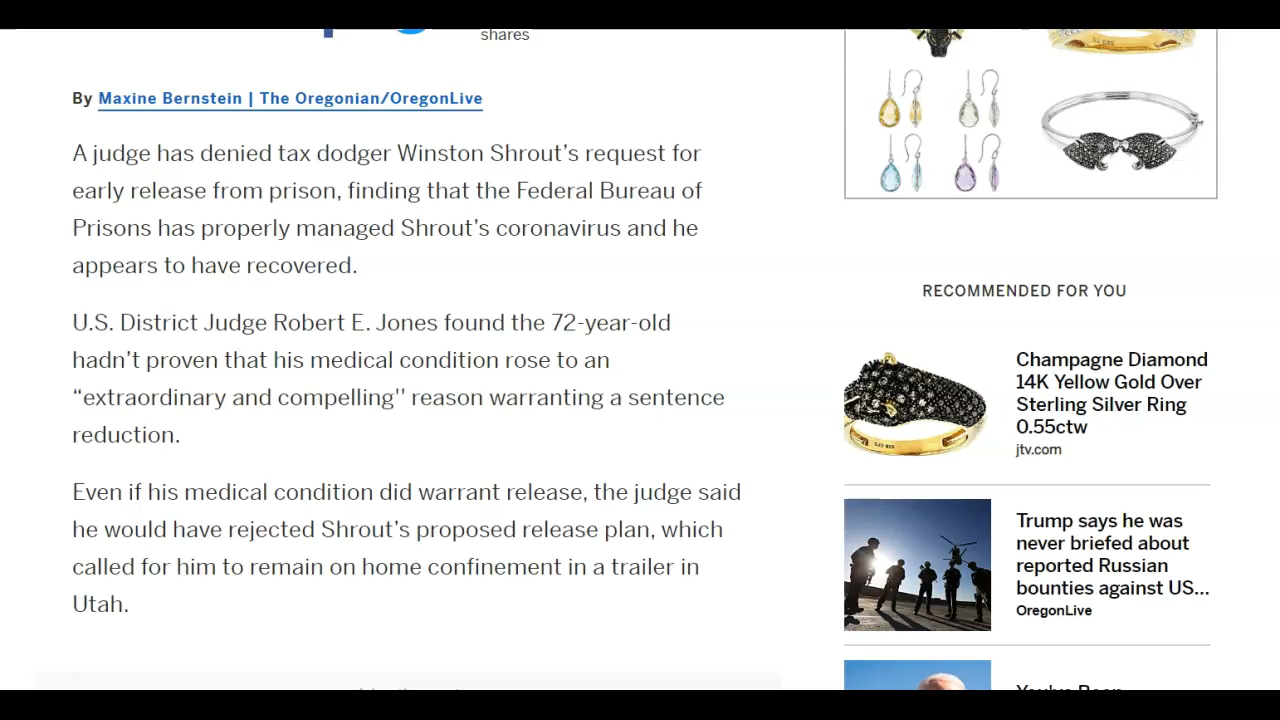 shares
By Maxine Bernstein | The Oregonian/OregonLive
A judge has denied tax dodger Winston Shrout's request for
early release from prison, finding that the Federal Bureau of
Prisons has properly managed Shrout's coronavirus and he
appears to have recovered.
U.S. District Judge Robert E. Jones found the 72-year-old
hadn't proven that his medical condition rose to an
“extraordinary and compelling'' reason warranting a sentence
reduction.
Even if his medical condition did warrant release, the judge said
he would have rejected Shrout's proposed release plan, which
called for him to remain on home confinement in a trailer in
Utah.
RECOMMENDED FOR YOU
Champagne Diamond
14K Yellow Gold Over
Sterling Silver Ring
0.55ctw
jtv.com
Trump says he was
never briefed about
reported Russian
bounties against US...
OregonLive